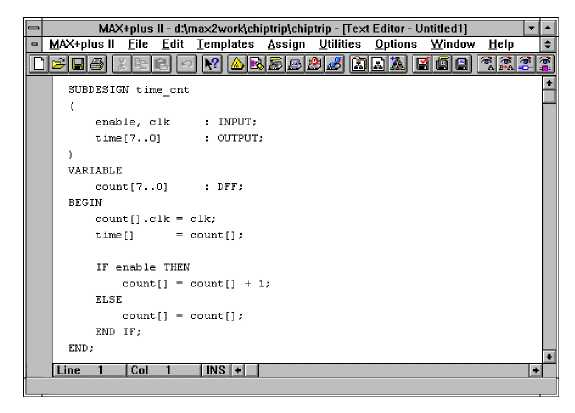 MAX+plus II - d:\max2work\chiptrip\chiptrip - [Text Editor - Untitled1]
MAX+plus II File Edit Templates Assign Utilities Options Window Help
SUBDESIGN time_cnt
(
    enable, clk     : INPUT;
    time[7..0]      : OUTPUT;
)
VARIABLE
    count[7..0]     : DFF;
BEGIN
    count[].clk = clk;
    time[]      = count[];
    IF enable THEN
        count[] = count[] + 1;
    ELSE
        count[] = count[];
    END IF;
END;
Line 1 Col 1 INS